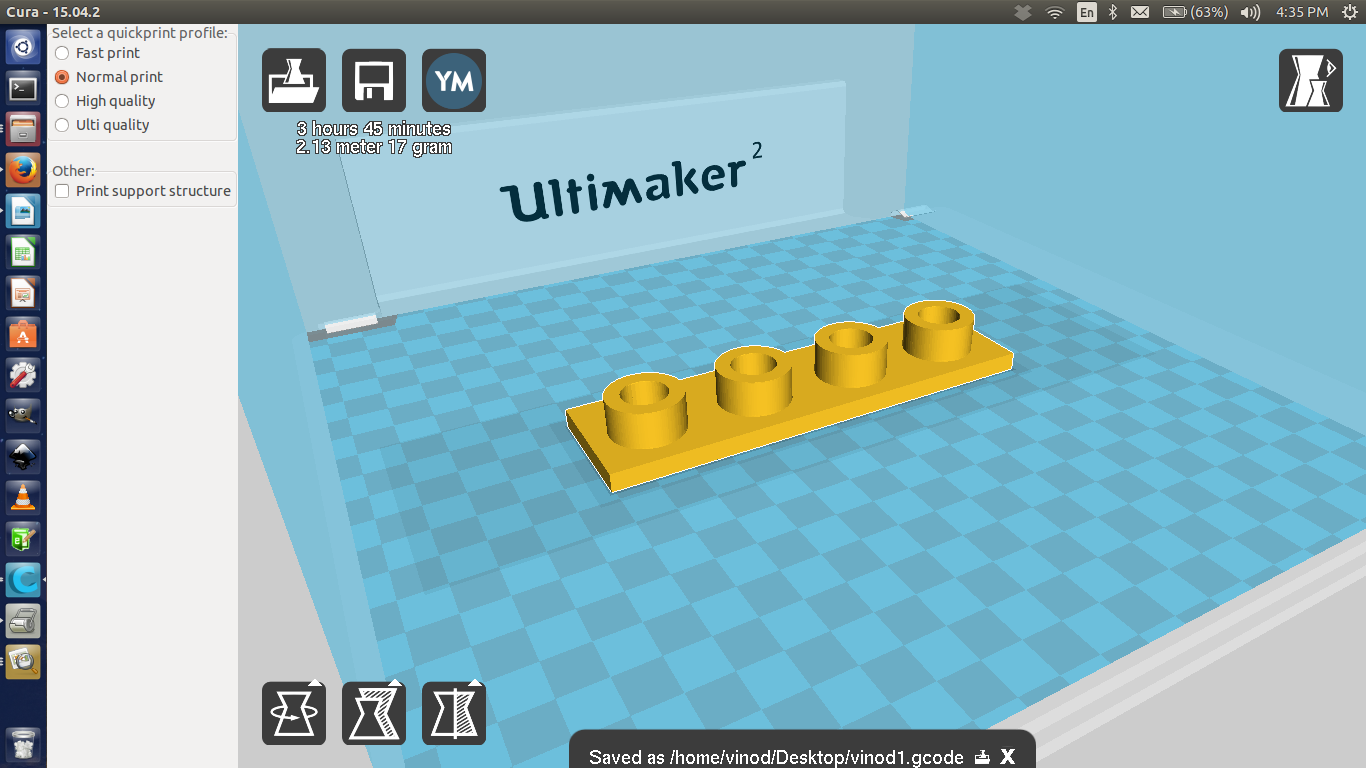 Cura - 15.04.2
En
(63%)
4:35 PM
Select a quickprint profile:
Fast print
Normal print
High quality
Ulti quality
Other:
Print support structure
YM
3 hours 45 minutes
2.13 meter 17 gram
Ultimaker²
Saved as /home/vinod/Desktop/vinod1.gcode
X